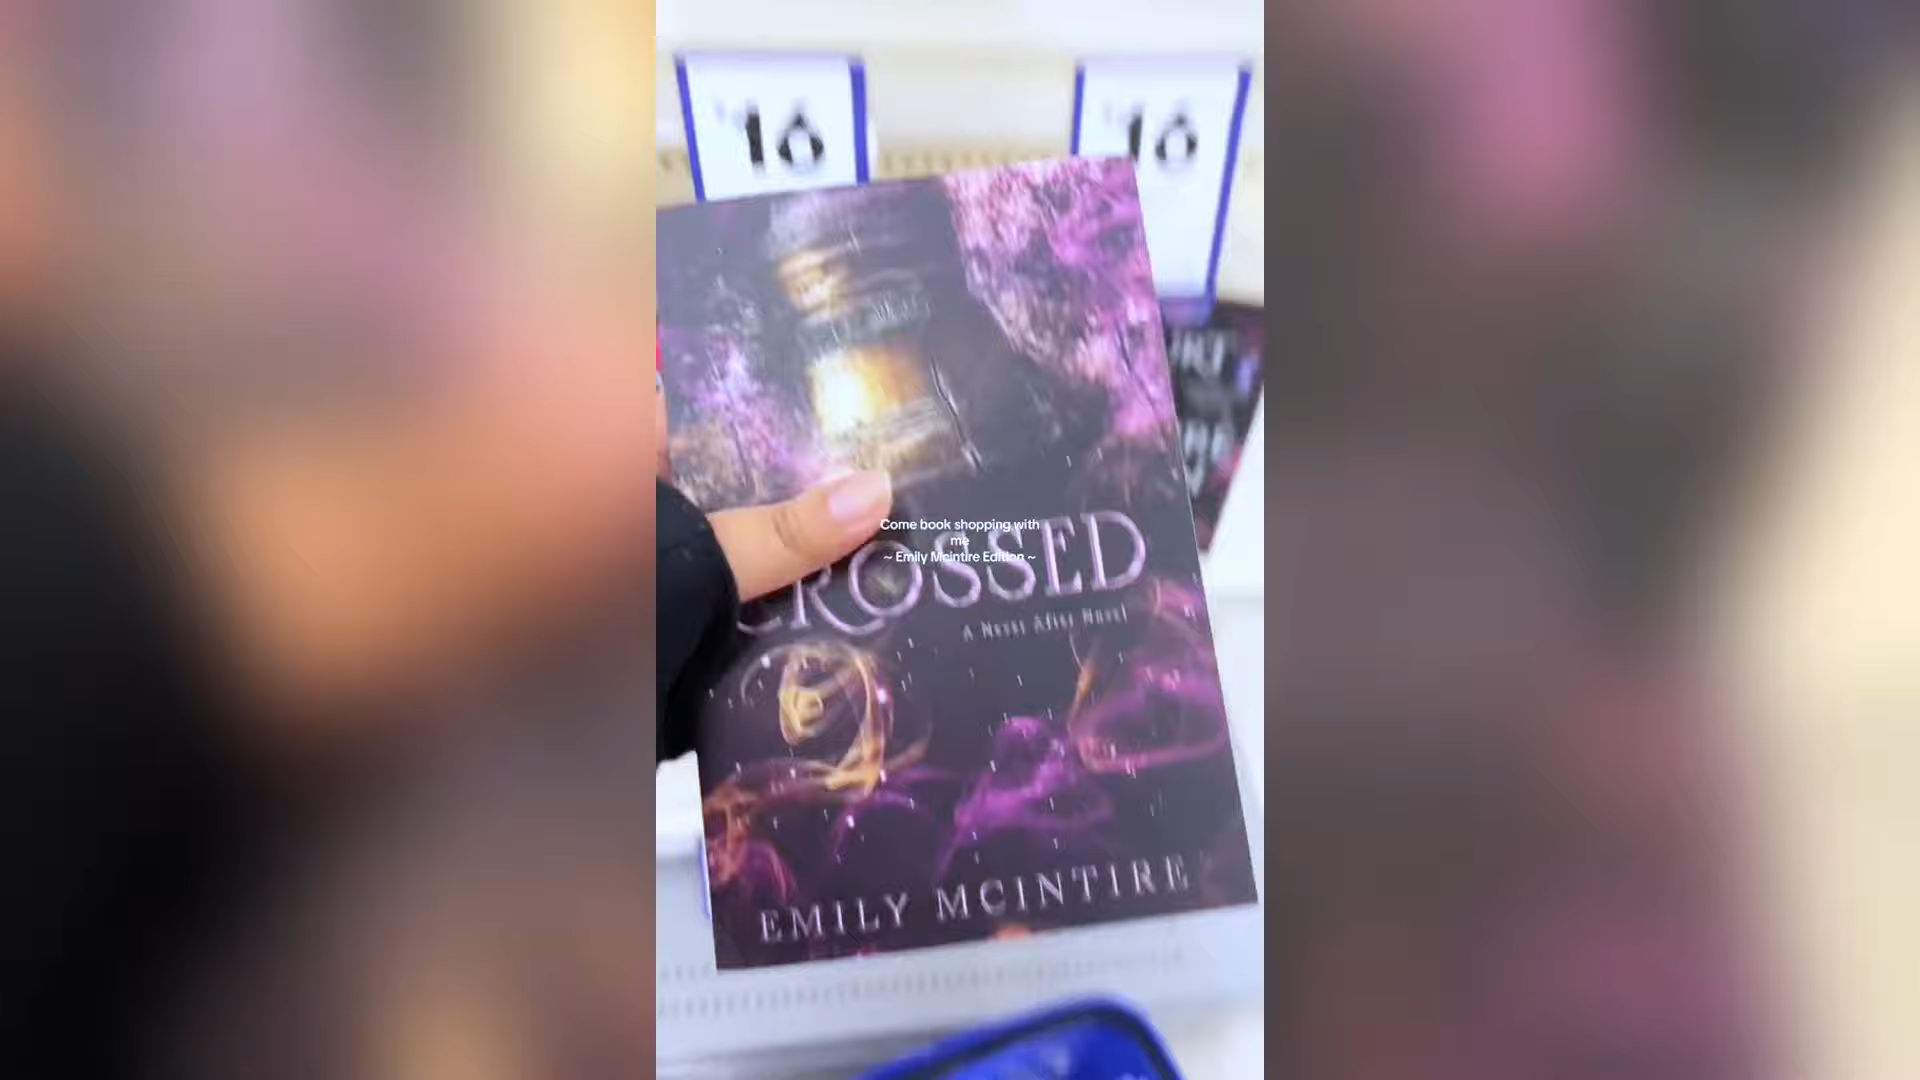 16
16
Come book shopping with
me
~ Emily Mcintire Edition ~
CROSSED
A Never After Novel
EMILY MCINTIRE